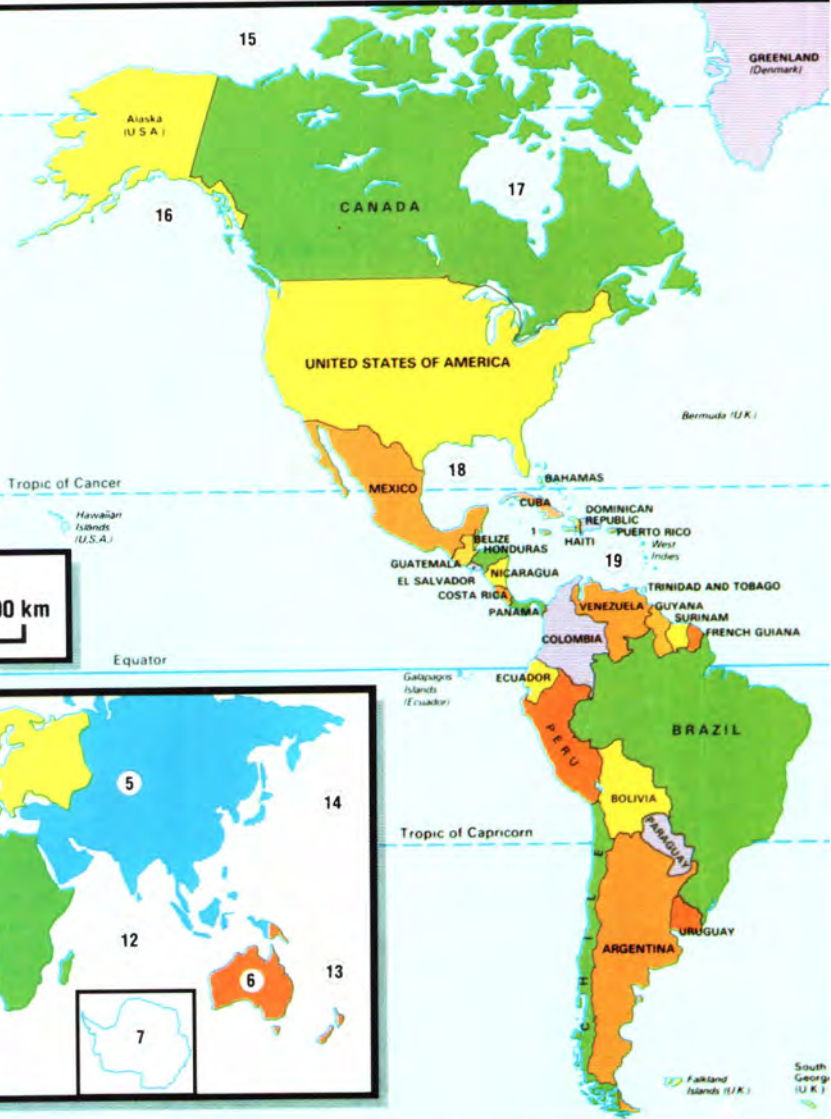 15
GREENLAND
(Denmark)
Alaska
(U S A)
16
17
CANADA
UNITED STATES OF AMERICA
Bermuda (U.K.)
18
Tropic of Cancer
MEXICO
BAHAMAS
CUBA
DOMINICAN
REPUBLIC
Hawaiian
Islands
(U.S.A.)
1
HAITI
PUERTO RICO
BELIZE
HONDURAS
West
Indies
19
GUATEMALA
NICARAGUA
EL SALVADOR
COSTA RICA
TRINIDAD AND TOBAGO
PANAMA
VENEZUELA
GUYANA
SURINAM
FRENCH GUIANA
COLOMBIA
00 km
Equator
Galapagos
Islands
(Ecuador)
ECUADOR
PERU
BRAZIL
BOLIVIA
PARAGUAY
Tropic of Capricorn
CHILE
URUGUAY
ARGENTINA
Falkland
Islands (U.K.)
South
Georgi
(U K)
5
14
12
13
6
7